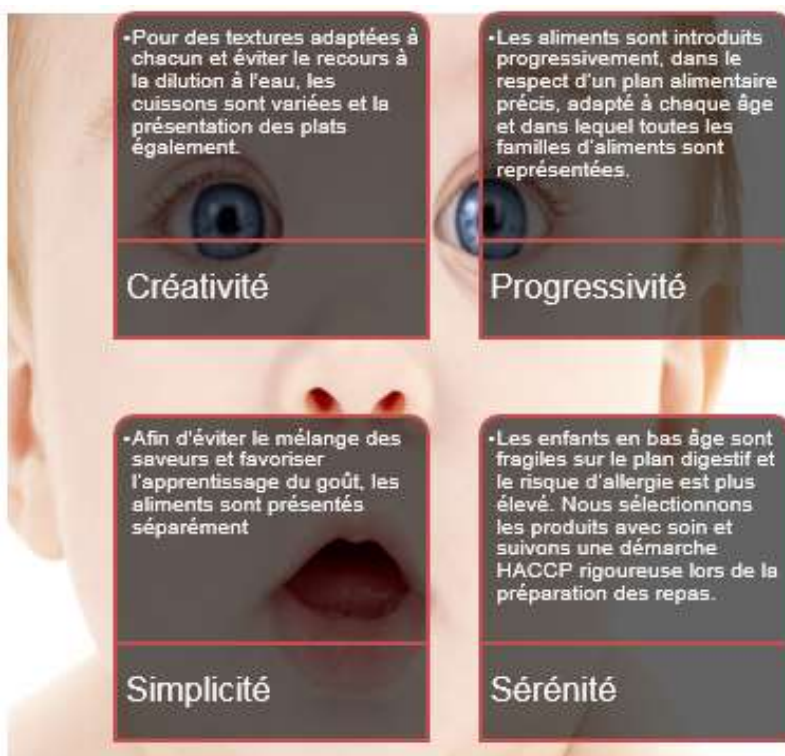 •Pour des textures adaptées à
chacun et éviter le recours à
la dilution à l'eau, les
cuissons sont variées et la
présentation des plats
également.
Créativité
•Les aliments sont introduits
progressivement, dans le
respect d'un plan alimentaire
précis, adapté à chaque âge
et dans lequel toutes les
familles d'aliments sont
représentées.
Progressivité
•Afin d'éviter le mélange des
saveurs et favoriser
l'apprentissage du goût, les
aliments sont présentés
séparément
Simplicité
•Les enfants en bas âge sont
fragiles sur le plan digestif et
le risque d'allergie est plus
élevé. Nous sélectionnons
les produits avec soin et
suivons une démarche
HACCP rigoureuse lors de la
préparation des repas.
Sérénité